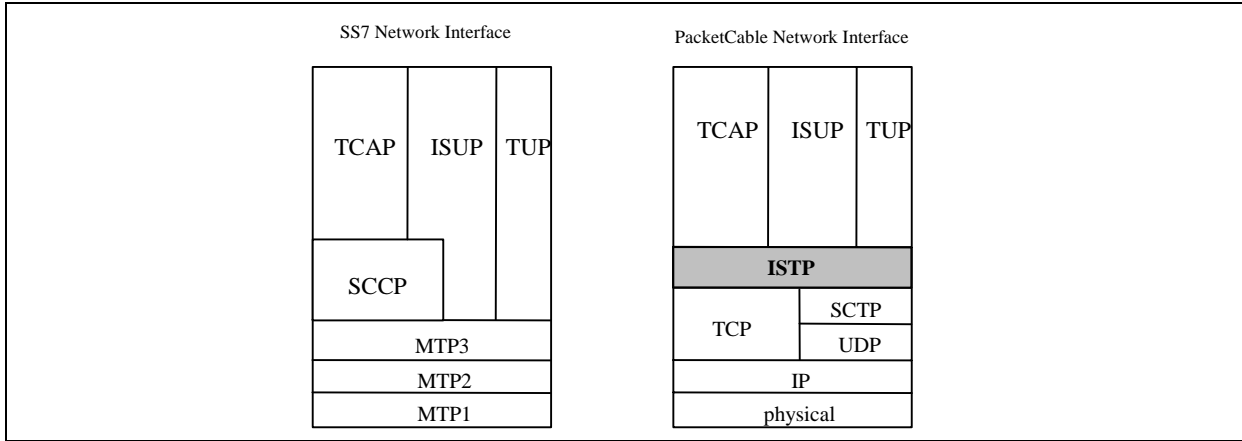 SS7 Network Interface
TCAP ISUP TUP
SCCP
MTP3
MTP2
MTP1
PacketCable Network Interface
TCAP ISUP TUP
ISTP
TCP
SCTP
UDP
IP
physical